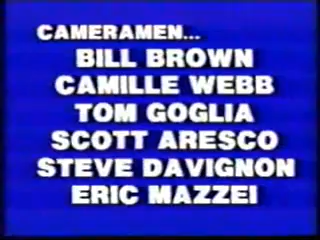 CAMERAMEN...
BILL BROWN
CAMILLE WEBB
TOM GOGLIA
SCOTT ARESCO
STEVE DAVIGNON
ERIC MAZZEI